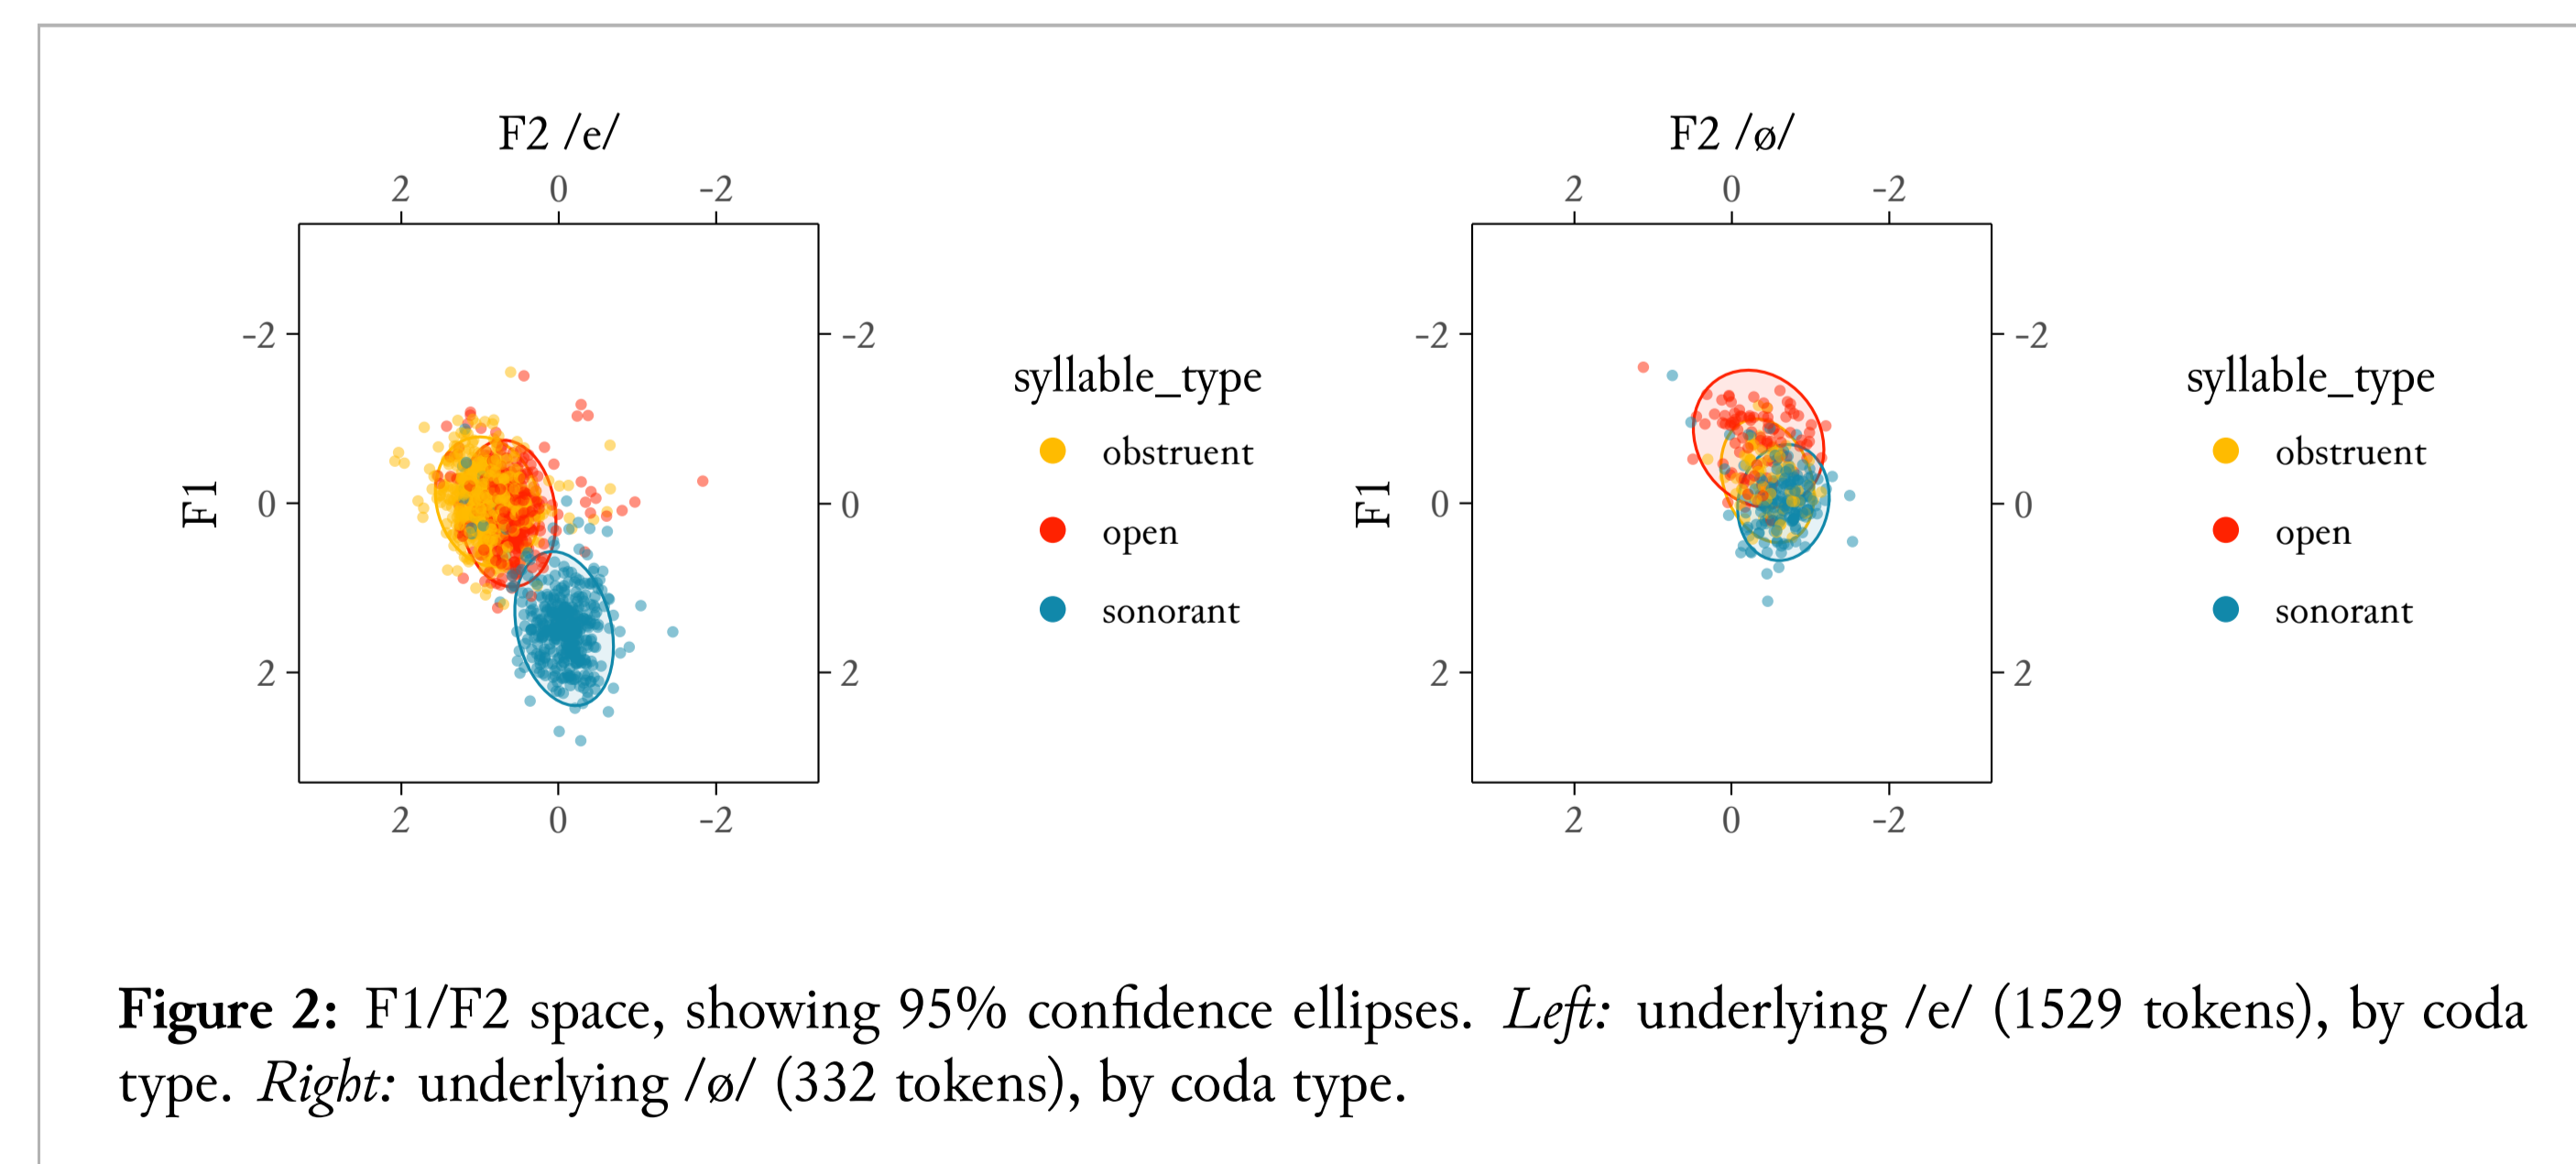 F2 /e/
2 0 -2
F1
-2 -2
0 0
2 2
2 0 -2
syllable_type
obstruent
open
sonorant
F2 /ø/
2 0 -2
F1
-2 -2
0 0
2 2
2 0 -2
syllable_type
obstruent
open
sonorant
Figure 2: F1/F2 space, showing 95% confidence ellipses. Left: underlying /e/ (1529 tokens), by coda
type. Right: underlying /ø/ (332 tokens), by coda type.